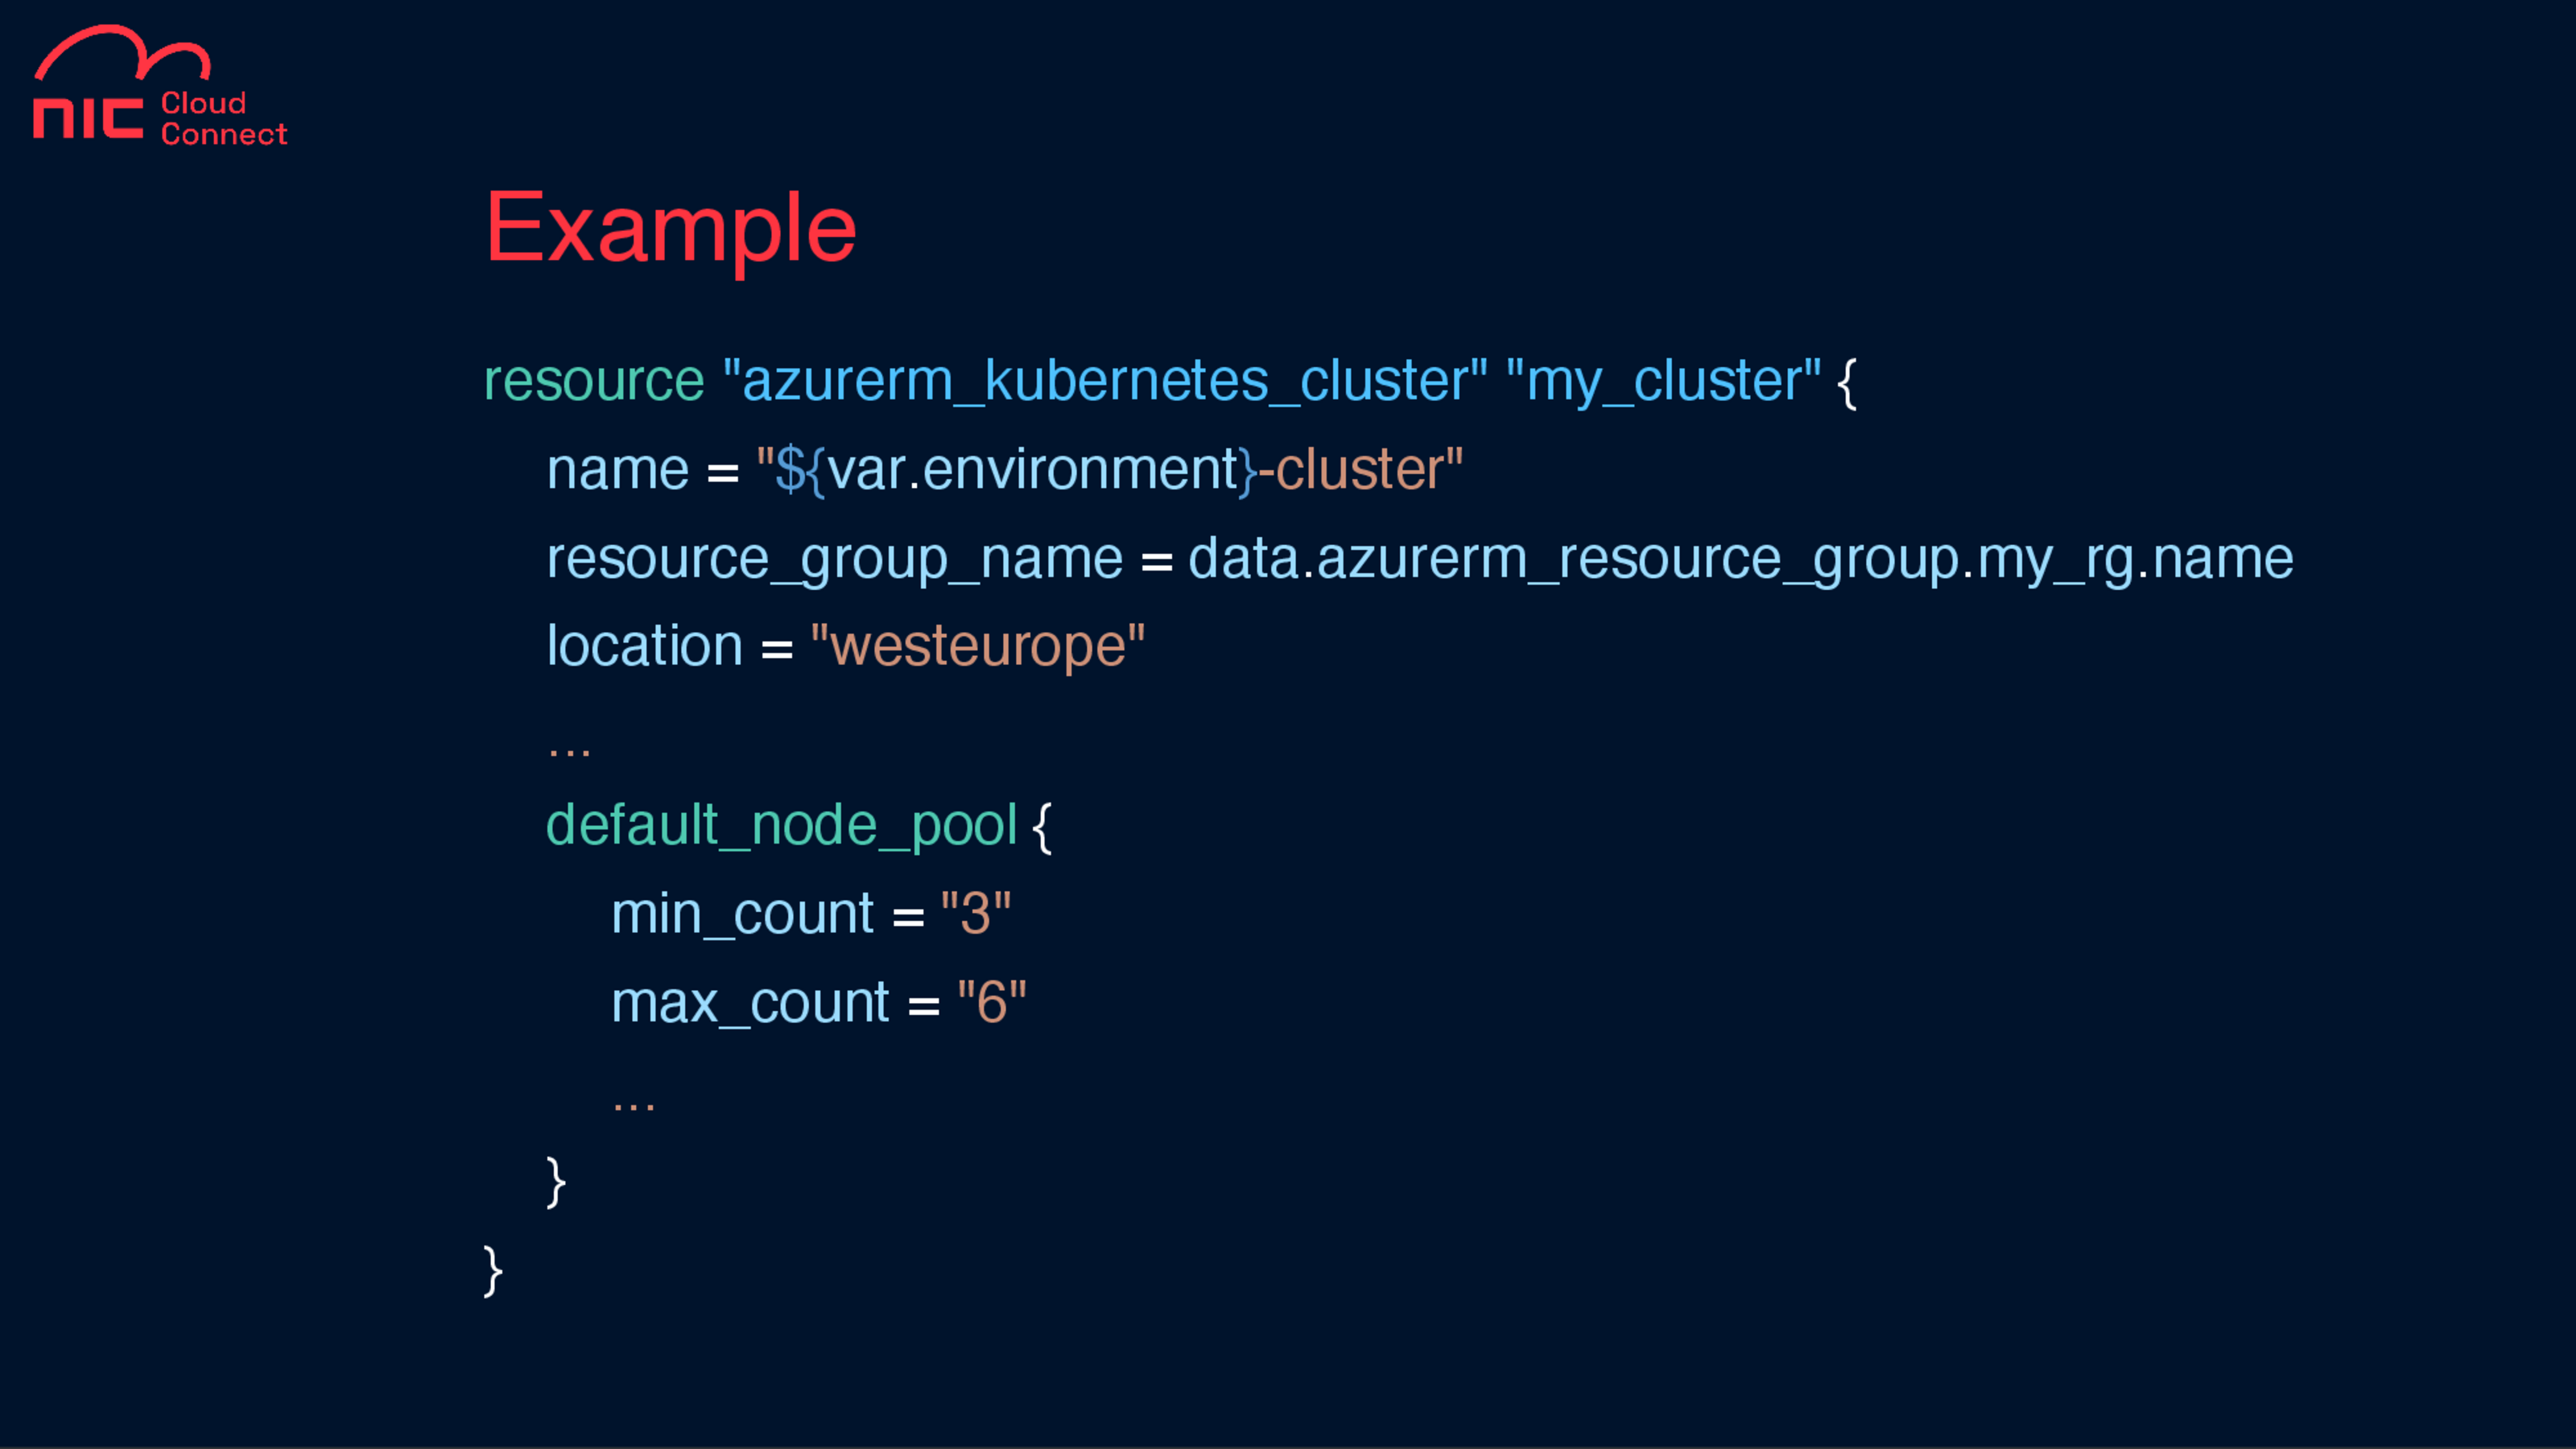 nic Cloud
Connect
Example
resource "azurerm_kubernetes_cluster" "my_cluster" {
name = "${var.environment}-cluster"
resource_group_name = data.azurerm_resource_group.my_rg.name
location = "westeurope"
...
default_node_pool {
min_count = "3"
max_count = "6"
...
}
}